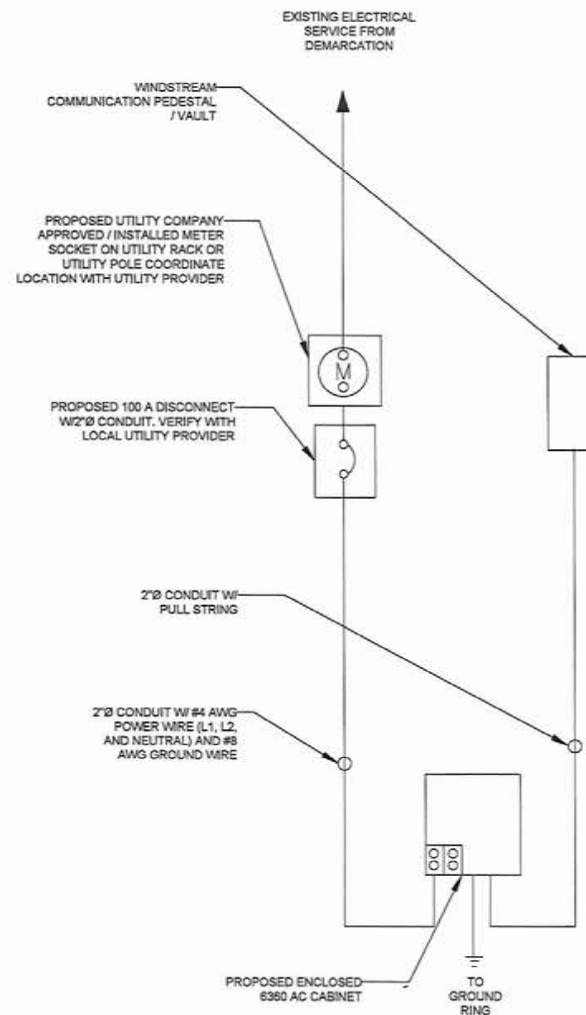 EXISTING ELECTRICAL
SERVICE FROM
DEMARCATION
WINDSTREAM
COMMUNICATION PEDESTAL
/ VAULT
PROPOSED UTILITY COMPANY
APPROVED / INSTALLED METER
SOCKET ON UTILITY RACK OR
UTILITY POLE COORDINATE
LOCATION WITH UTILITY PROVIDER
M
PROPOSED 100 A DISCONNECT
W/2"Ø CONDUIT. VERIFY WITH
LOCAL UTILITY PROVIDER
2"Ø CONDUIT W/
PULL STRING
2"Ø CONDUIT W/ #4 AWG
POWER WIRE (L1, L2,
AND NEUTRAL) AND #8
AWG GROUND WIRE
PROPOSED ENCLOSED
6360 AC CABINET
TO
GROUND
RING